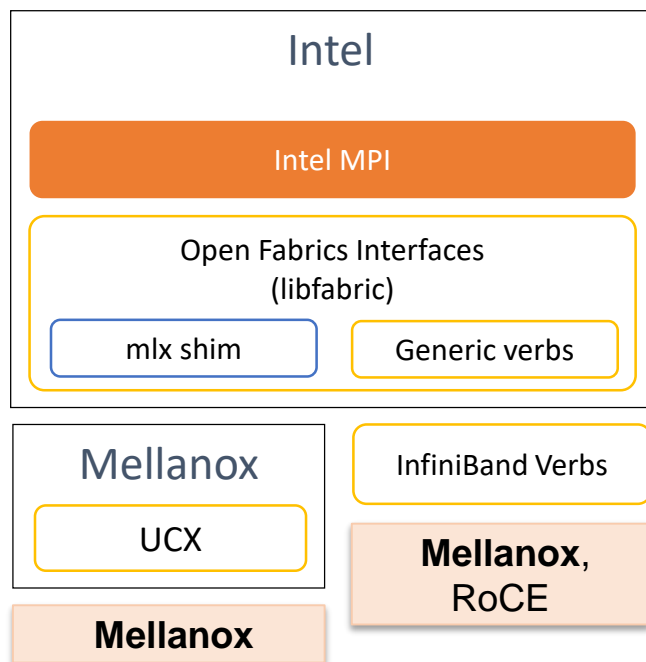 Intel
Intel MPI
Open Fabrics Interfaces
(libfabric)
mlx shim
Generic verbs
Mellanox
UCX
Mellanox
InfiniBand Verbs
Mellanox,
RoCE